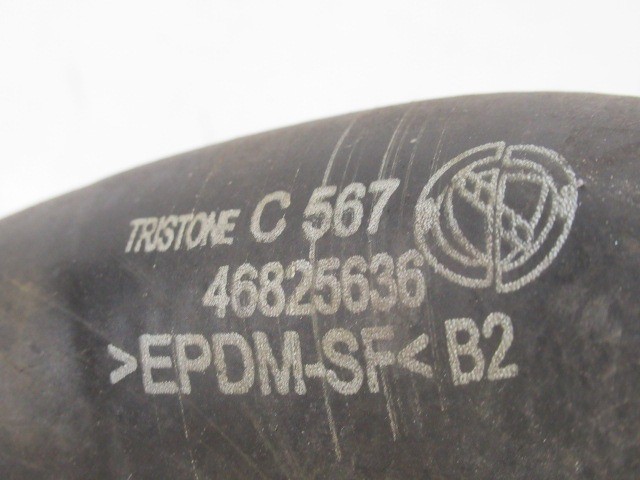 TRISTONE C 567
46825636
>EPDM-SF< B2